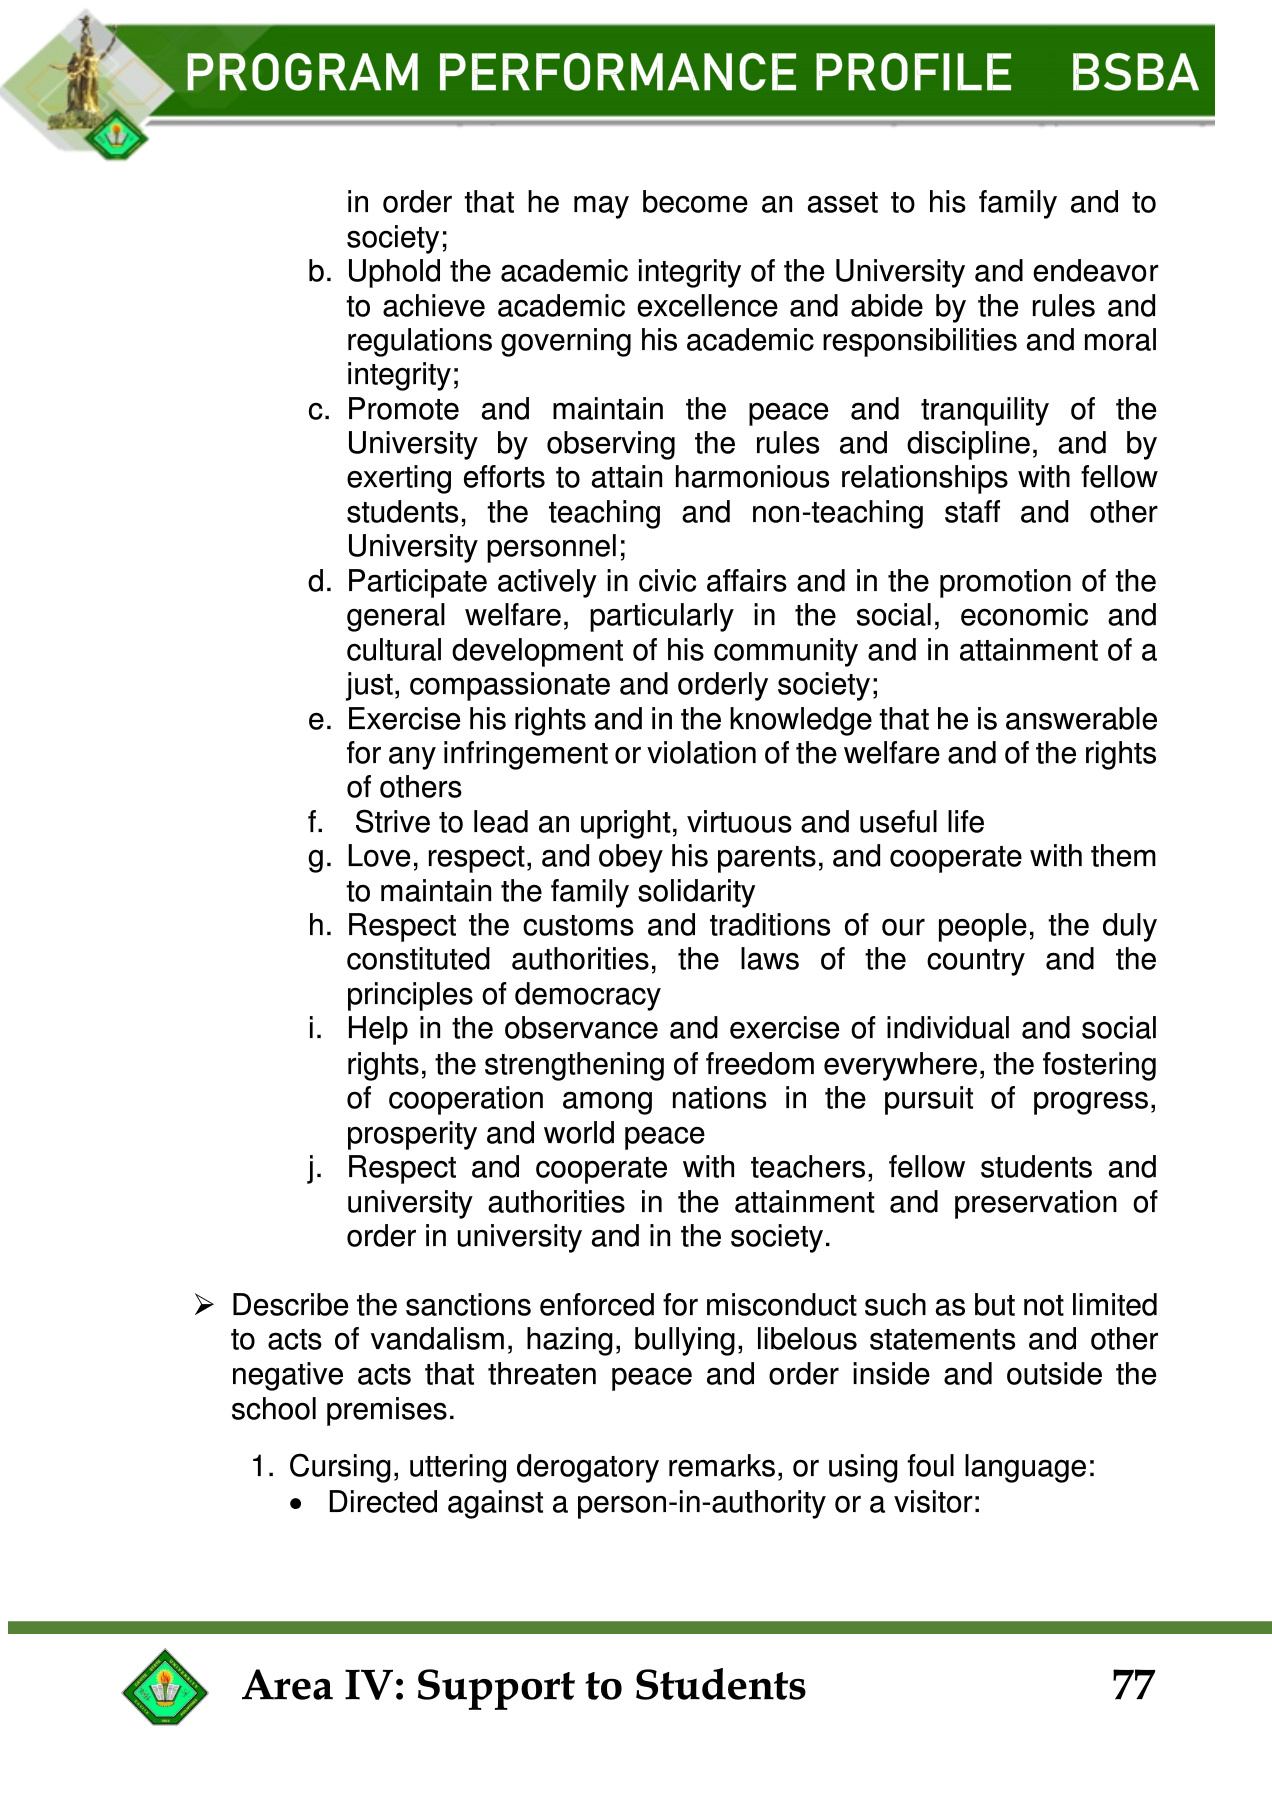 PROGRAM PERFORMANCE PROFILE BSBA
in order that he may become an asset to his family and to
society;
b. Uphold the academic integrity of the University and endeavor
to achieve academic excellence and abide by the rules and
regulations governing his academic responsibilities and moral
integrity;
c. Promote and maintain the peace and tranquility of the
University by observing the rules and discipline, and by
exerting efforts to attain harmonious relationships with fellow
students, the teaching and non-teaching staff and other
University personnel;
d. Participate actively in civic affairs and in the promotion of the
general welfare, particularly in the social, economic and
cultural development of his community and in attainment of a
just, compassionate and orderly society;
e. Exercise his rights and in the knowledge that he is answerable
for any infringement or violation of the welfare and of the rights
of others
f. Strive to lead an upright, virtuous and useful life
g. Love, respect, and obey his parents, and cooperate with them
to maintain the family solidarity
h. Respect the customs and traditions of our people, the duly
constituted authorities, the laws of the country and the
principles of democracy
i. Help in the observance and exercise of individual and social
rights, the strengthening of freedom everywhere, the fostering
of cooperation among nations in the pursuit of progress,
prosperity and world peace
j. Respect and cooperate with teachers, fellow students and
university authorities in the attainment and preservation of
order in university and in the society.
➢ Describe the sanctions enforced for misconduct such as but not limited
to acts of vandalism, hazing, bullying, libelous statements and other
negative acts that threaten peace and order inside and outside the
school premises.
1. Cursing, uttering derogatory remarks, or using foul language:
• Directed against a person-in-authority or a visitor:
Area IV: Support to Students 77